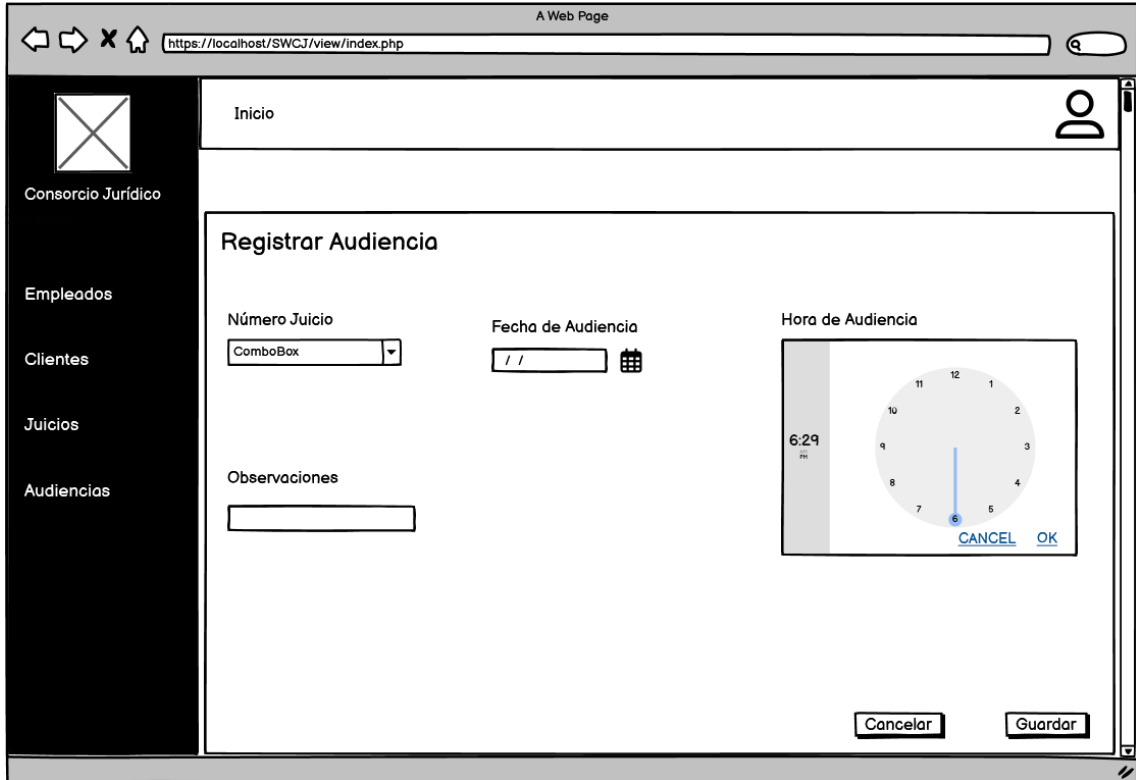 A Web Page
https://localhost/SWCJ/view/index.php
Inicio
Consorcio Jurídico
Empleados
Clientes
Juicios
Audiencias
Registrar Audiencia
Número Juicio
ComboBox
Fecha de Audiencia
/ /
Hora de Audiencia
6:29
AM
PM
12
1
2
3
4
5
6
7
8
9
10
11
CANCEL OK
Observaciones
Cancelar
Guardar